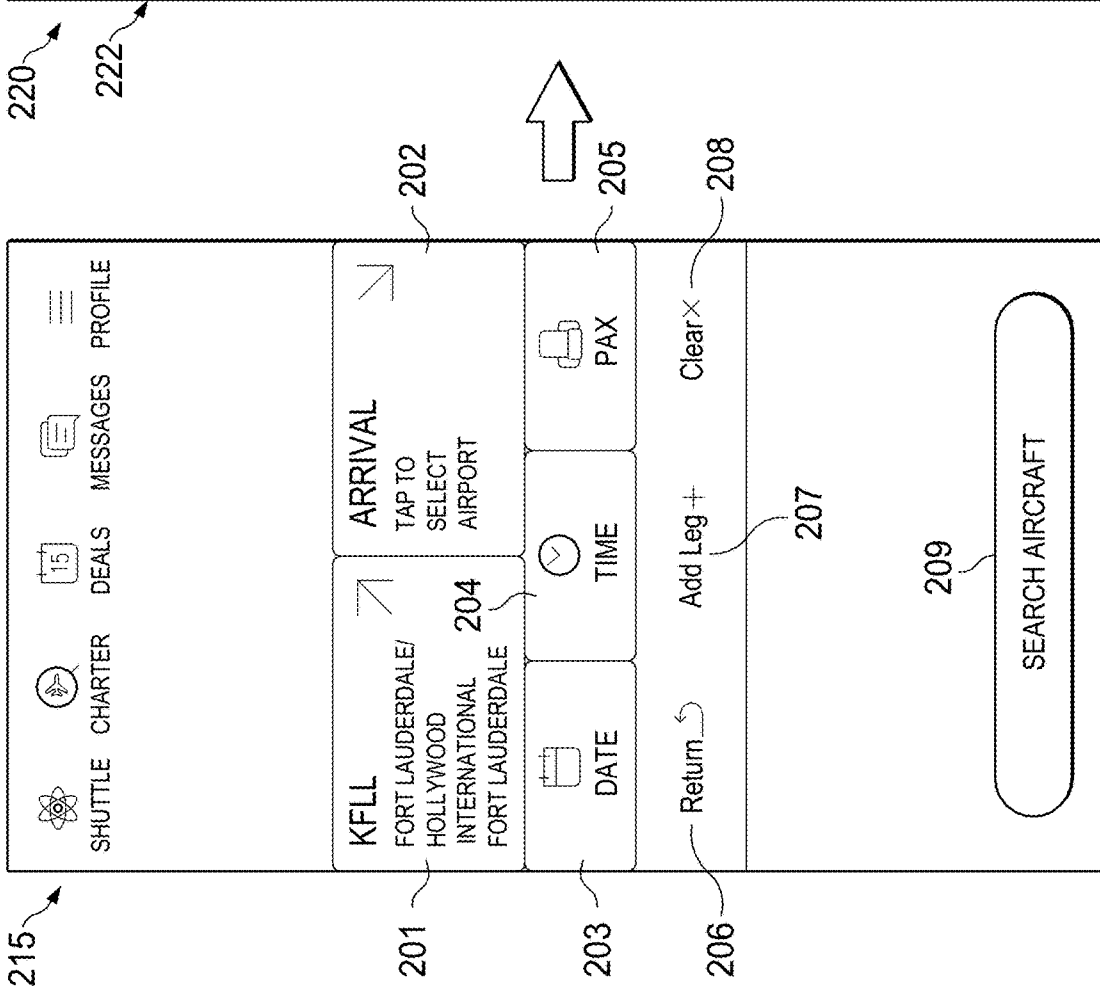 215
220
222
15
SHUTTLE CHARTER DEALS MESSAGES PROFILE
KFLL
FORT LAUDERDALE/
HOLLYWOOD
INTERNATIONAL
FORT LAUDERDALE
ARRIVAL
TAP TO
SELECT
AIRPORT
201
202
204
DATE
TIME
PAX
203
205
206
Return
Add Leg +
Clear ×
208
207
209
SEARCH AIRCRAFT